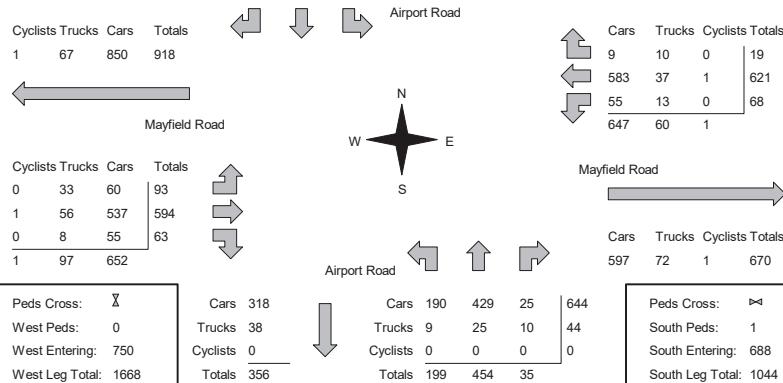 Airport Road
Cyclists Trucks Cars Totals
1 67 850 918
Cars Trucks Cyclists Totals
9 10 0 19
583 37 1 621
55 13 0 68
647 60 1
Mayfield Road
N
W E
S
Cyclists Trucks Cars Totals
0 33 60 93
1 56 537 594
0 8 55 63
1 97 652
Mayfield Road
Cars Trucks Cyclists Totals
597 72 1 670
Airport Road
Peds Cross:
West Peds: 0
West Entering: 750
West Leg Total: 1668
Cars 318
Trucks 38
Cyclists 0
Totals 356
Cars 190 429 25 644
Trucks 9 25 10 44
Cyclists 0 0 0 0
Totals 199 454 35
Peds Cross:
South Peds: 1
South Entering: 688
South Leg Total: 1044